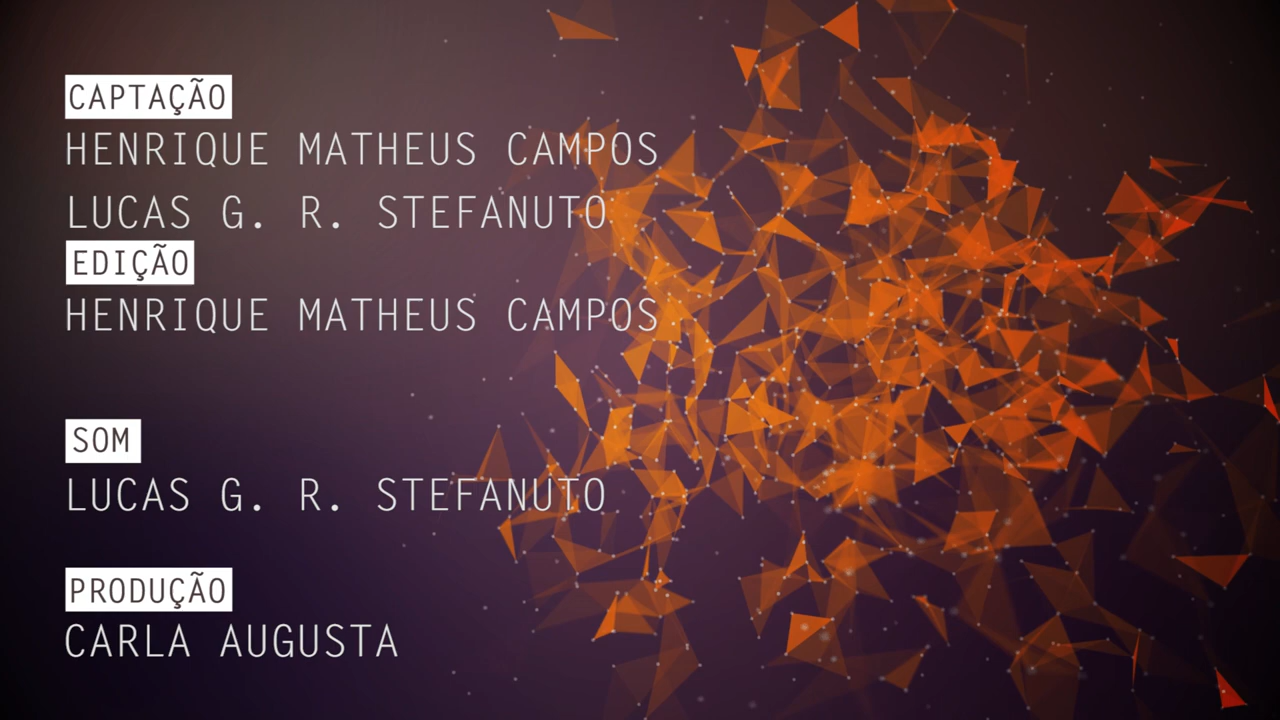 CAPTAÇÃO
HENRIQUE MATHEUS CAMPOS
LUCAS G. R. STEFANUTO
EDIÇÃO
HENRIQUE MATHEUS CAMPOS
SOM
LUCAS G. R. STEFANUTO
PRODUÇÃO
CARLA AUGUSTA